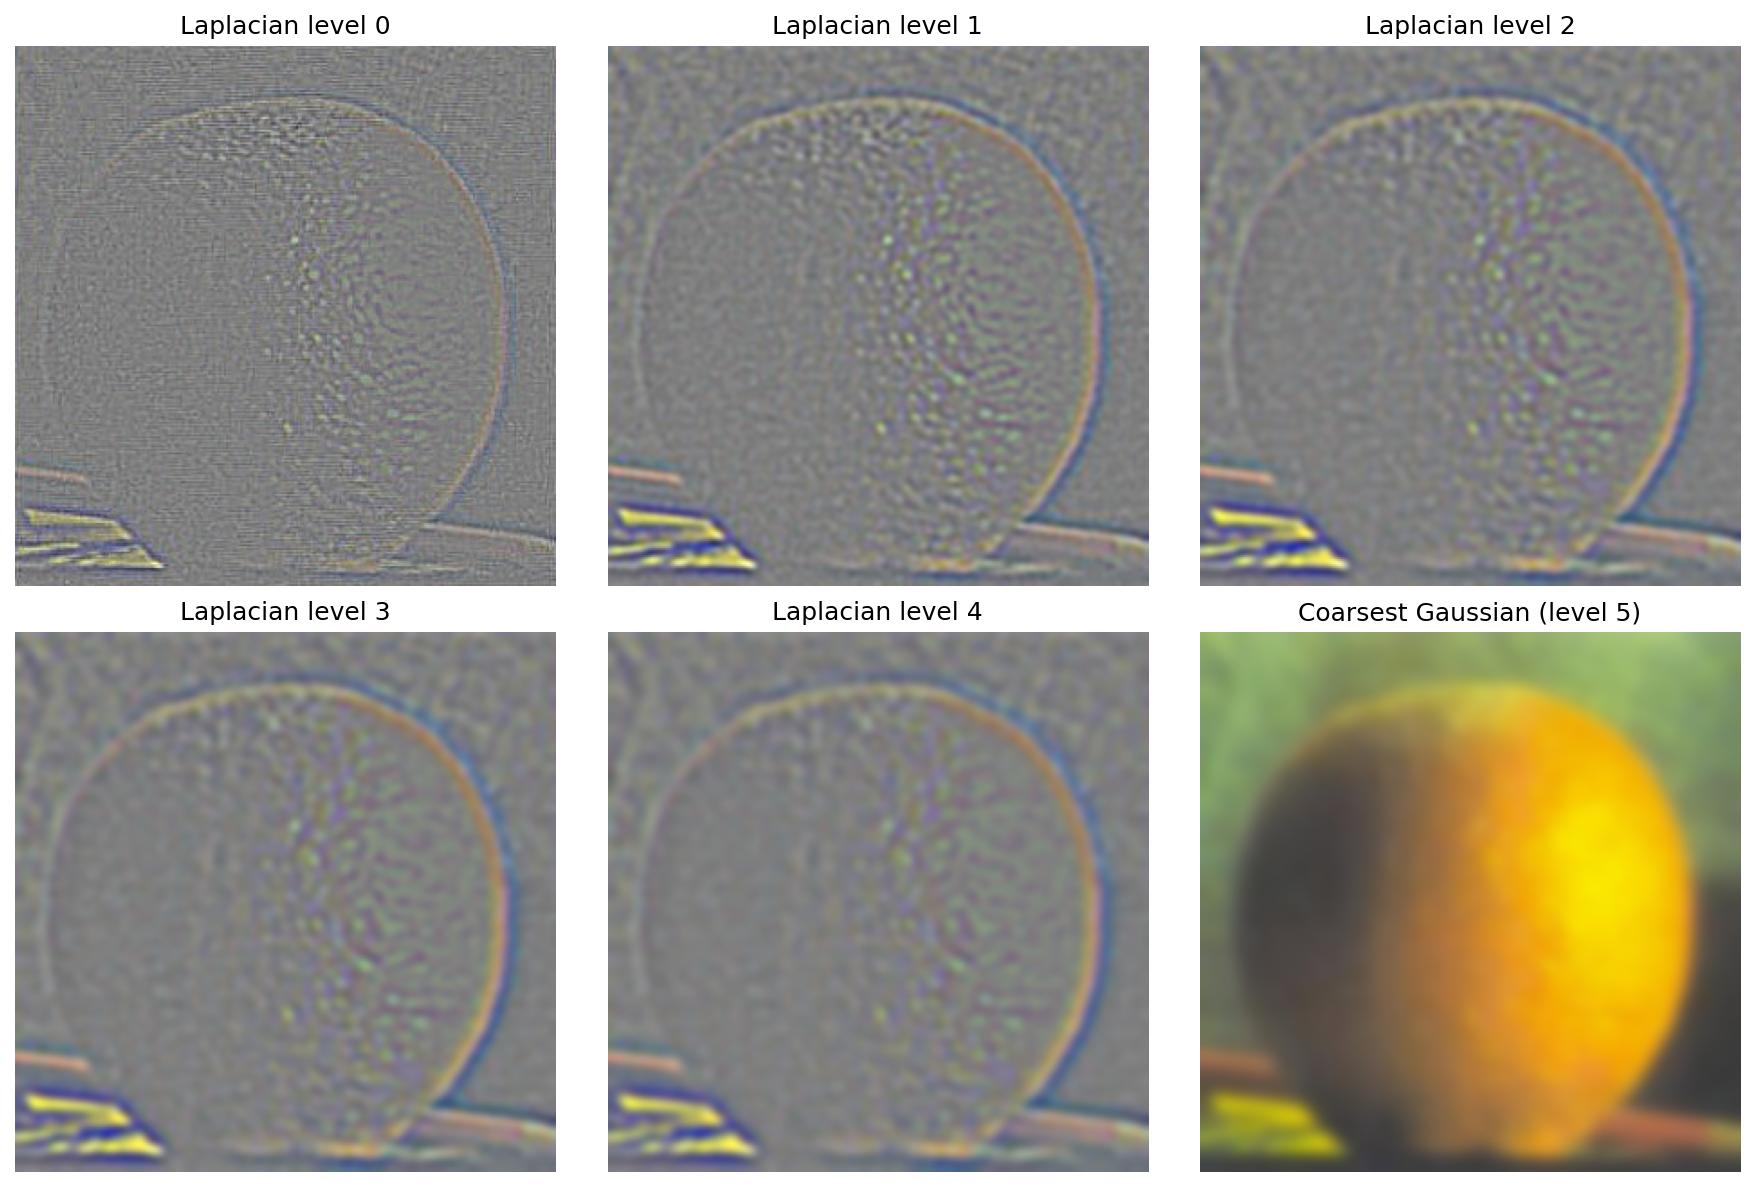 Laplacian level 0
Laplacian level 1
Laplacian level 2
Laplacian level 3
Laplacian level 4
Coarsest Gaussian (level 5)